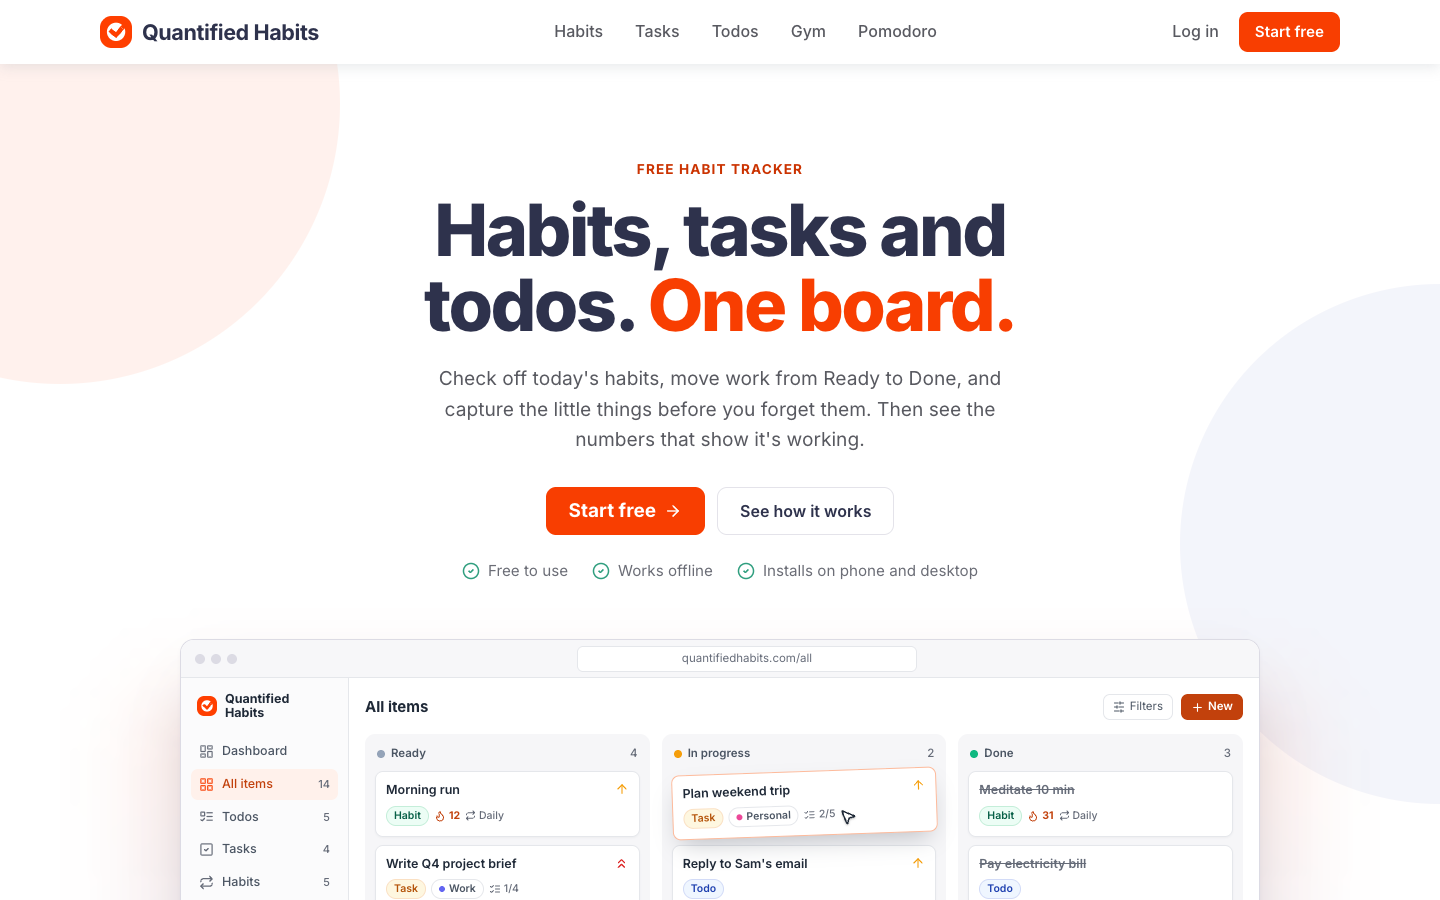 Quantified Habits
Habits Tasks Todos Gym Pomodoro
Log in Start free
FREE HABIT TRACKER
Habits, tasks and
todos. One board.
Check off today's habits, move work from Ready to Done, and
capture the little things before you forget them. Then see the
numbers that show it's working.
Start free → See how it works
Free to use Works offline Installs on phone and desktop
quantifiedhabits.com/all
Quantified
Habits
Dashboard
All items 14
Todos 5
Tasks 4
Habits 5
All items
Filters + New
Ready 4
Morning run
Habit 12 Daily
Write Q4 project brief
Task Work 1/4
In progress 2
Plan weekend trip
Task Personal 2/5
Reply to Sam's email
Todo
Done 3
Meditate 10 min
Habit 31 Daily
Pay electricity bill
Todo